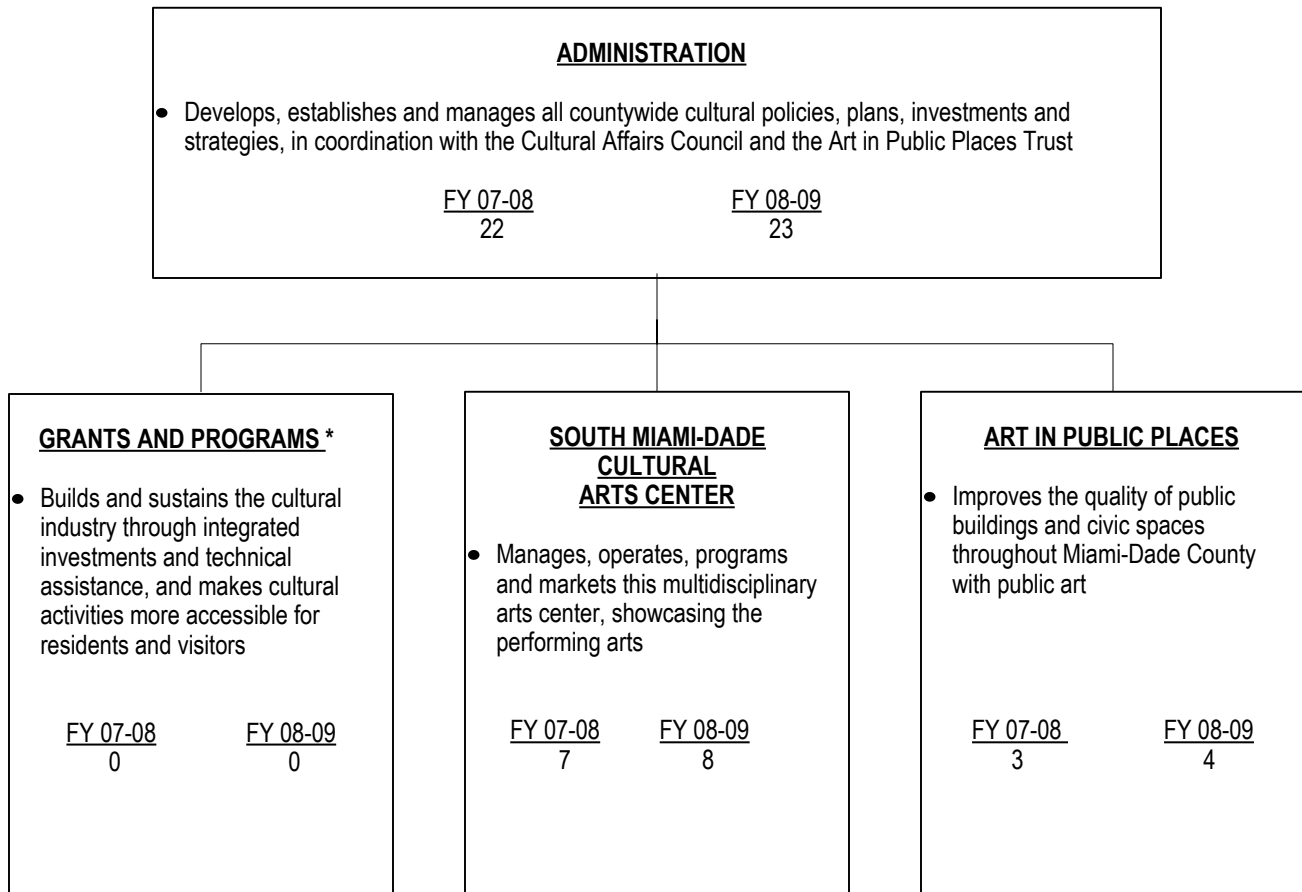 ADMINISTRATION
• Develops, establishes and manages all countywide cultural policies, plans, investments and
strategies, in coordination with the Cultural Affairs Council and the Art in Public Places Trust
FY 07-08 FY 08-09
22 23
GRANTS AND PROGRAMS *
• Builds and sustains the cultural
industry through integrated
investments and technical
assistance, and makes cultural
activities more accessible for
residents and visitors
FY 07-08 FY 08-09
0 0
SOUTH MIAMI-DADE
CULTURAL
ARTS CENTER
• Manages, operates, programs
and markets this multidisciplinary
arts center, showcasing the
performing arts
FY 07-08 FY 08-09
7 8
ART IN PUBLIC PLACES
• Improves the quality of public
buildings and civic spaces
throughout Miami-Dade County
with public art
FY 07-08 FY 08-09
3 4